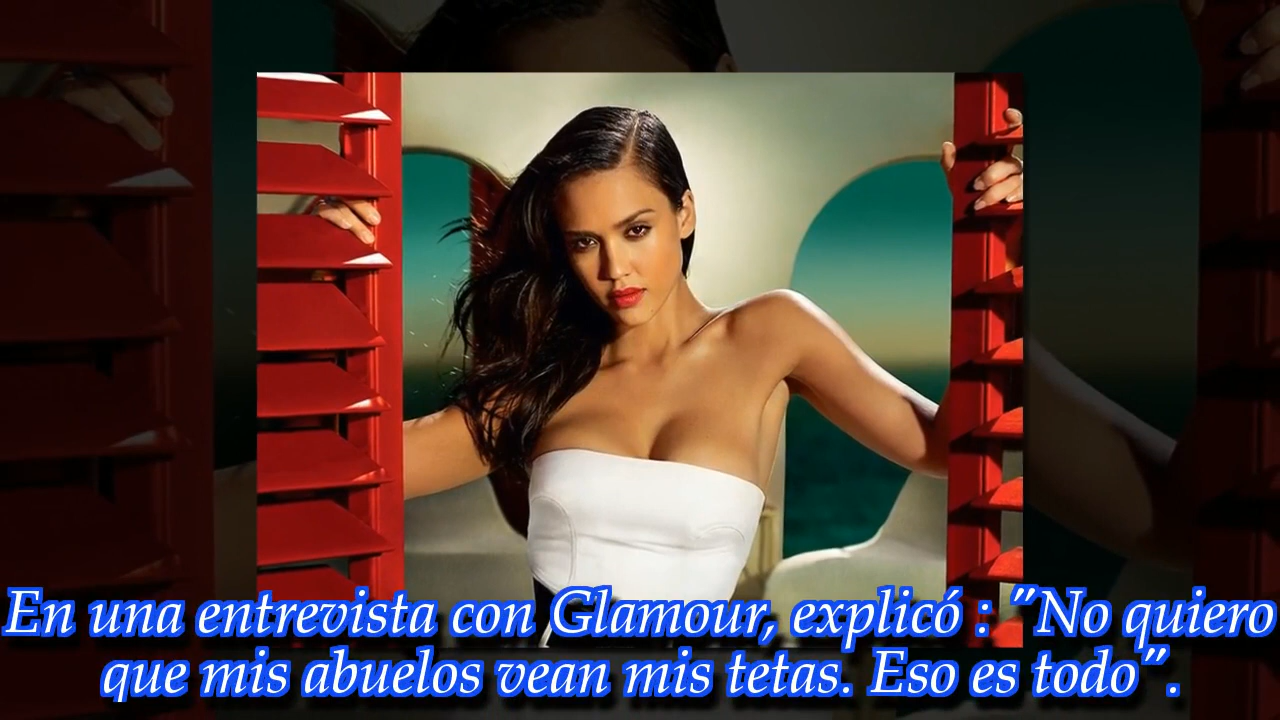 En una entrevista con Glamour, explicó : "No quiero
que mis abuelos vean mis tetas. Eso es todo".